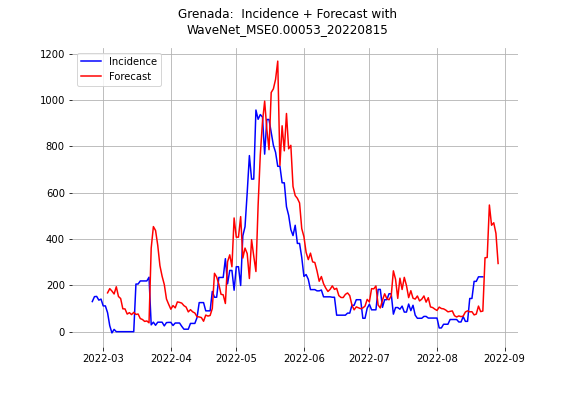 Grenada:  Incidence + Forecast with
WaveNet_MSE0.00053_20220815
Incidence
Forecast
1200
1000
800
600
400
200
0
2022-03 2022-04 2022-05 2022-06 2022-07 2022-08 2022-09